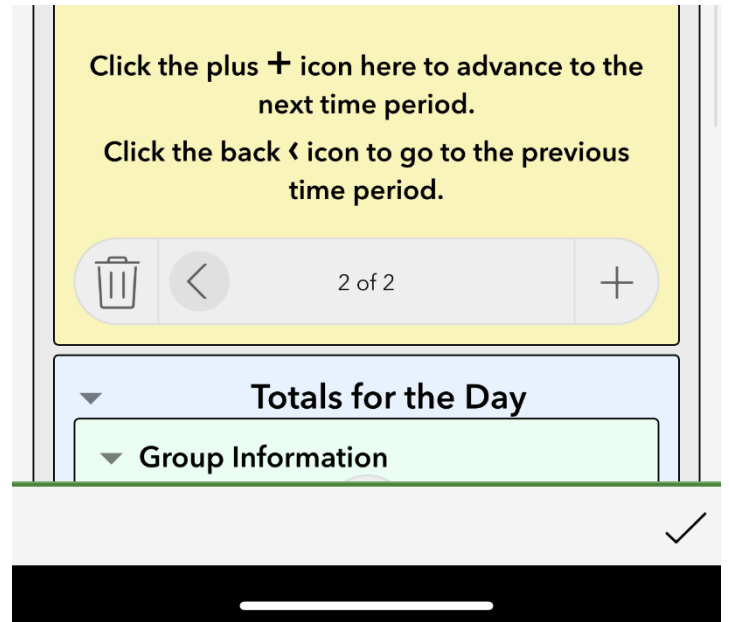 Click the plus + icon here to advance to the
next time period.
Click the back < icon to go to the previous
time period.
2 of 2
Totals for the Day
Group Information